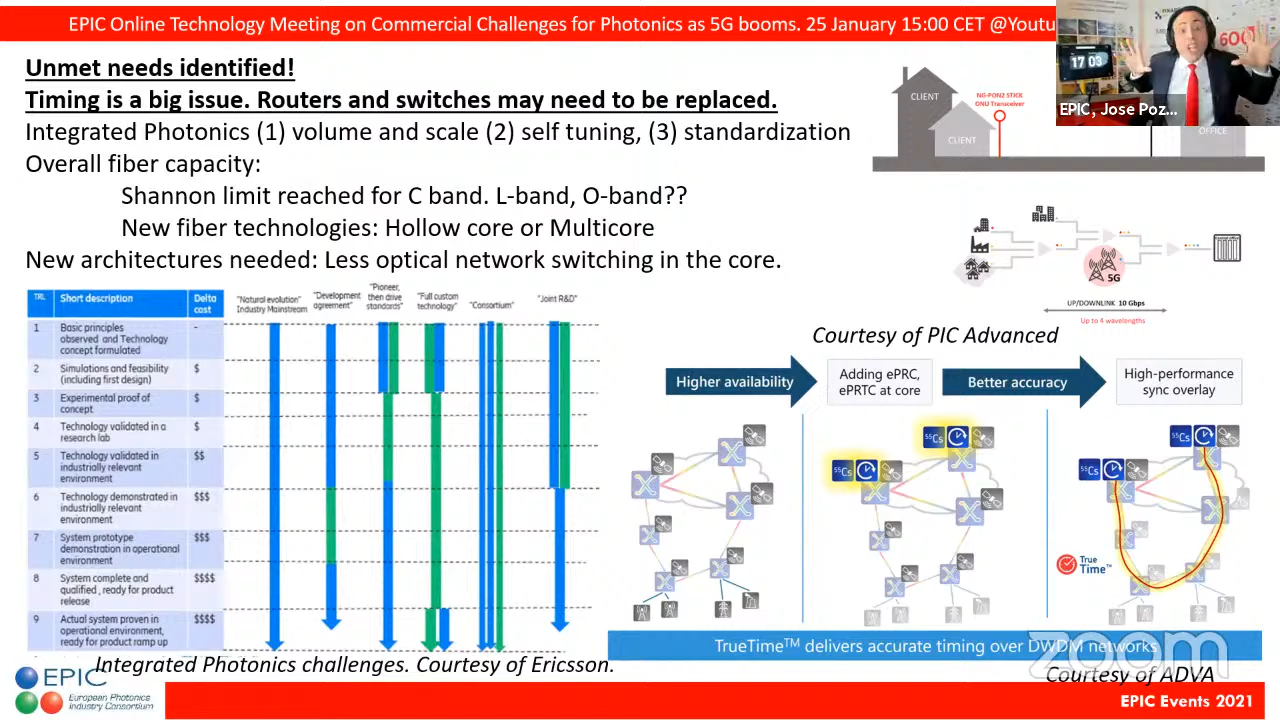 EPIC Online Technology Meeting on Commercial Challenges for Photonics as 5G booms. 25 January 15:00 CET @Youtu
Unmet needs identified!
Timing is a big issue. Routers and switches may need to be replaced.
Integrated Photonics (1) volume and scale (2) self tuning, (3) standardization
Overall fiber capacity:
Shannon limit reached for C band. L-band, O-band??
New fiber technologies: Hollow core or Multicore
New architectures needed: Less optical network switching in the core.
CLIENT
CLIENT
NG-PON2 STICK
ONU Transceiver
OFFICE
17 03
600
EPIC, Jose Poz...
5G
UP/DOWNLINK 10 Gbps
Up to 4 wavelengths
Courtesy of PIC Advanced
TRL
Short description
Delta
cost
"Natural evolution"
Industry Mainstream
"Development
agreement"
"Pioneer,
then drive
standards"
"Full custom
technology"
"Consortium"
"Joint R&D"
1
Basic principles
observed and Technology
concept formulated
-
2
Simulations and feasibility
(including first design)
$
3
Experimental proof of
concept
$
4
Technology validated in a
research lab
$
5
Technology validated in
industrially relevant
environment
$$
6
Technology demonstrated in
industrially relevant
environment
$$$
7
System prototype
demonstration in operational
environment
$$$
8
System complete and
qualified, ready for product
release
$$$$
9
Actual system proven in
operational environment,
ready for product ramp up
$$$$
Integrated Photonics challenges. Courtesy of Ericsson.
Higher availability
Adding ePRC,
ePRTC at core
Better accuracy
High-performance
sync overlay
55Cs
55Cs
55Cs
55Cs
True
Time™
TrueTime™ delivers accurate timing over DWDM networks
zoom
Courtesy of ADVA
EPIC
European Photonics
Industry Consortium
EPIC Events 2021